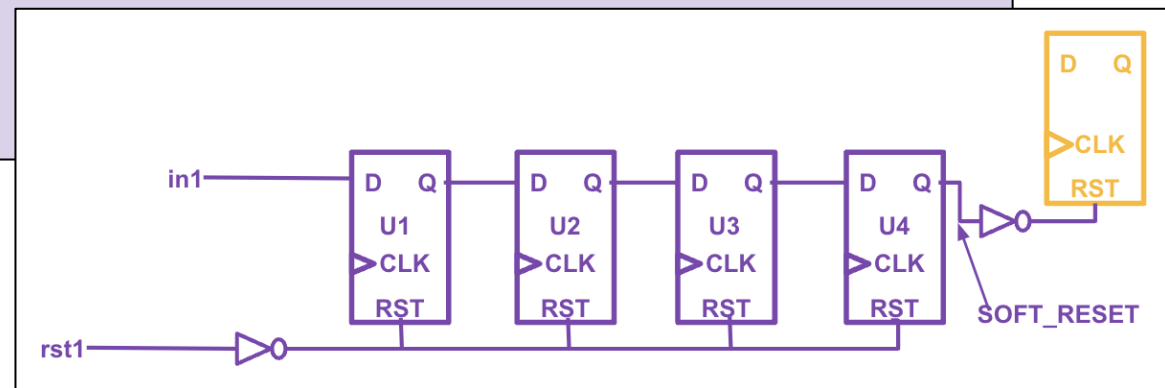 D Q
CLK
RST
in1
D Q
U1
CLK
RST
D Q
U2
CLK
RST
D Q
U3
CLK
RST
D Q
U4
CLK
RST
SOFT_RESET
rst1